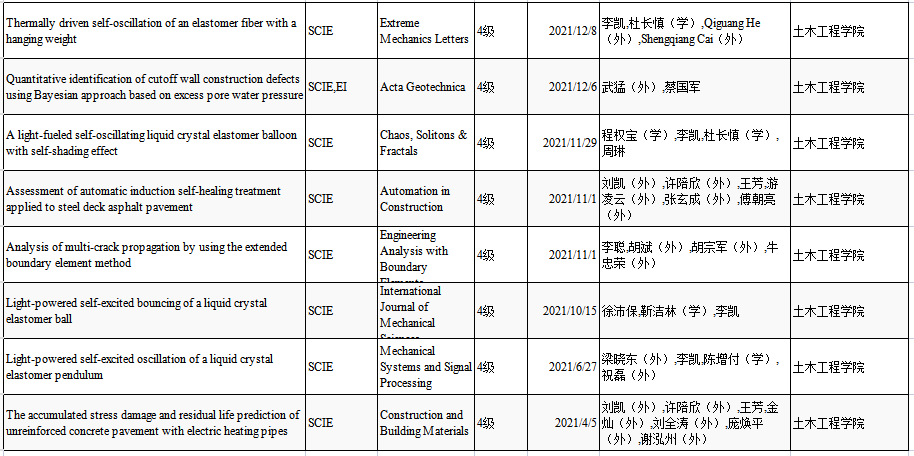 Thermally driven self-oscillation of an elastomer fiber with a
hanging weight
SCIE
Extreme
Mechanics Letters
4级
2021/12/8
李凯,杜长慎（学）,Qiguang He
（外）,Shengqiang Cai（外）
土木工程学院
Quantitative identification of cutoff wall construction defects
using Bayesian approach based on excess pore water pressure
SCIE,EI
Acta Geotechnica
4级
2021/12/6
武猛（外）,蔡国军
土木工程学院
A light-fueled self-oscillating liquid crystal elastomer balloon
with self-shading effect
SCIE
Chaos, Solitons &
Fractals
4级
2021/11/29
程权宝（学）,李凯,杜长慎（学）,
周琳
土木工程学院
Assessment of automatic induction self-healing treatment
applied to steel deck asphalt pavement
SCIE
Automation in
Construction
4级
2021/11/1
刘凯（外）,许陪欣（外）,王芳,游
凌云（外）,张玄成（外）,傅朝亮
（外）
土木工程学院
Analysis of multi-crack propagation by using the extended
boundary element method
SCIE
Engineering
Analysis with
Boundary
Elements
4级
2021/11/1
李聪,胡斌（外）,胡宗军（外）,牛
忠荣（外）
土木工程学院
Light-powered self-excited bouncing of a liquid crystal
elastomer ball
SCIE
International
Journal of
Mechanical
Sciences
4级
2021/10/15
徐沛保,靳洁林（学）,李凯
土木工程学院
Light-powered self-excited oscillation of a liquid crystal
elastomer pendulum
SCIE
Mechanical
Systems and Signal
Processing
4级
2021/6/27
梁晓东（外）,李凯,陈增付（学）,
祝磊（外）
土木工程学院
The accumulated stress damage and residual life prediction of
unreinforced concrete pavement with electric heating pipes
SCIE
Construction and
Building Materials
4级
2021/4/5
刘凯（外）,许陪欣（外）,王芳,金
灿（外）,刘全涛（外）,庞焕平
（外）,谢泓州（外）
土木工程学院